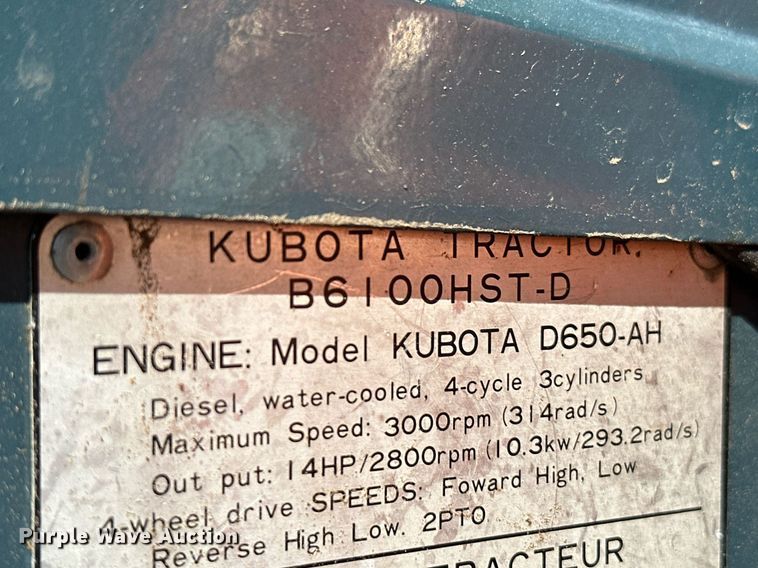 KUBOTA TRACTOR.
B6100HST-D
ENGINE: Model KUBOTA D650-AH
Diesel, water-cooled, 4-cycle 3cylinders
Maximum Speed: 3000rpm (314rad/s)
Out put: 14HP/2800rpm (10.3kw/293.2rad/s)
4-wheel drive SPEEDS: Foward High, Low
Reverse High Low. 2PTO
TRACTEUR
Purple Wave Auction